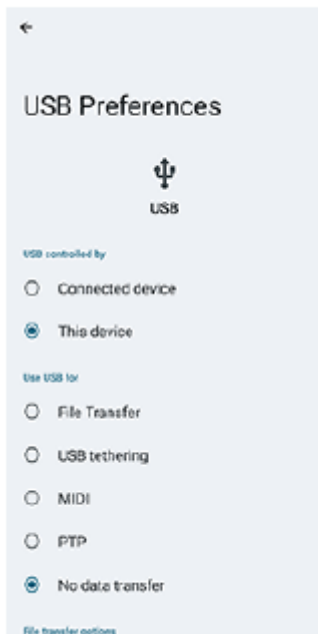 USB Preferences
USB
USB controlled by
Connected device
This device
Use USB for
File Transfer
USB tethering
MIDI
PTP
No data transfer
File transfer options